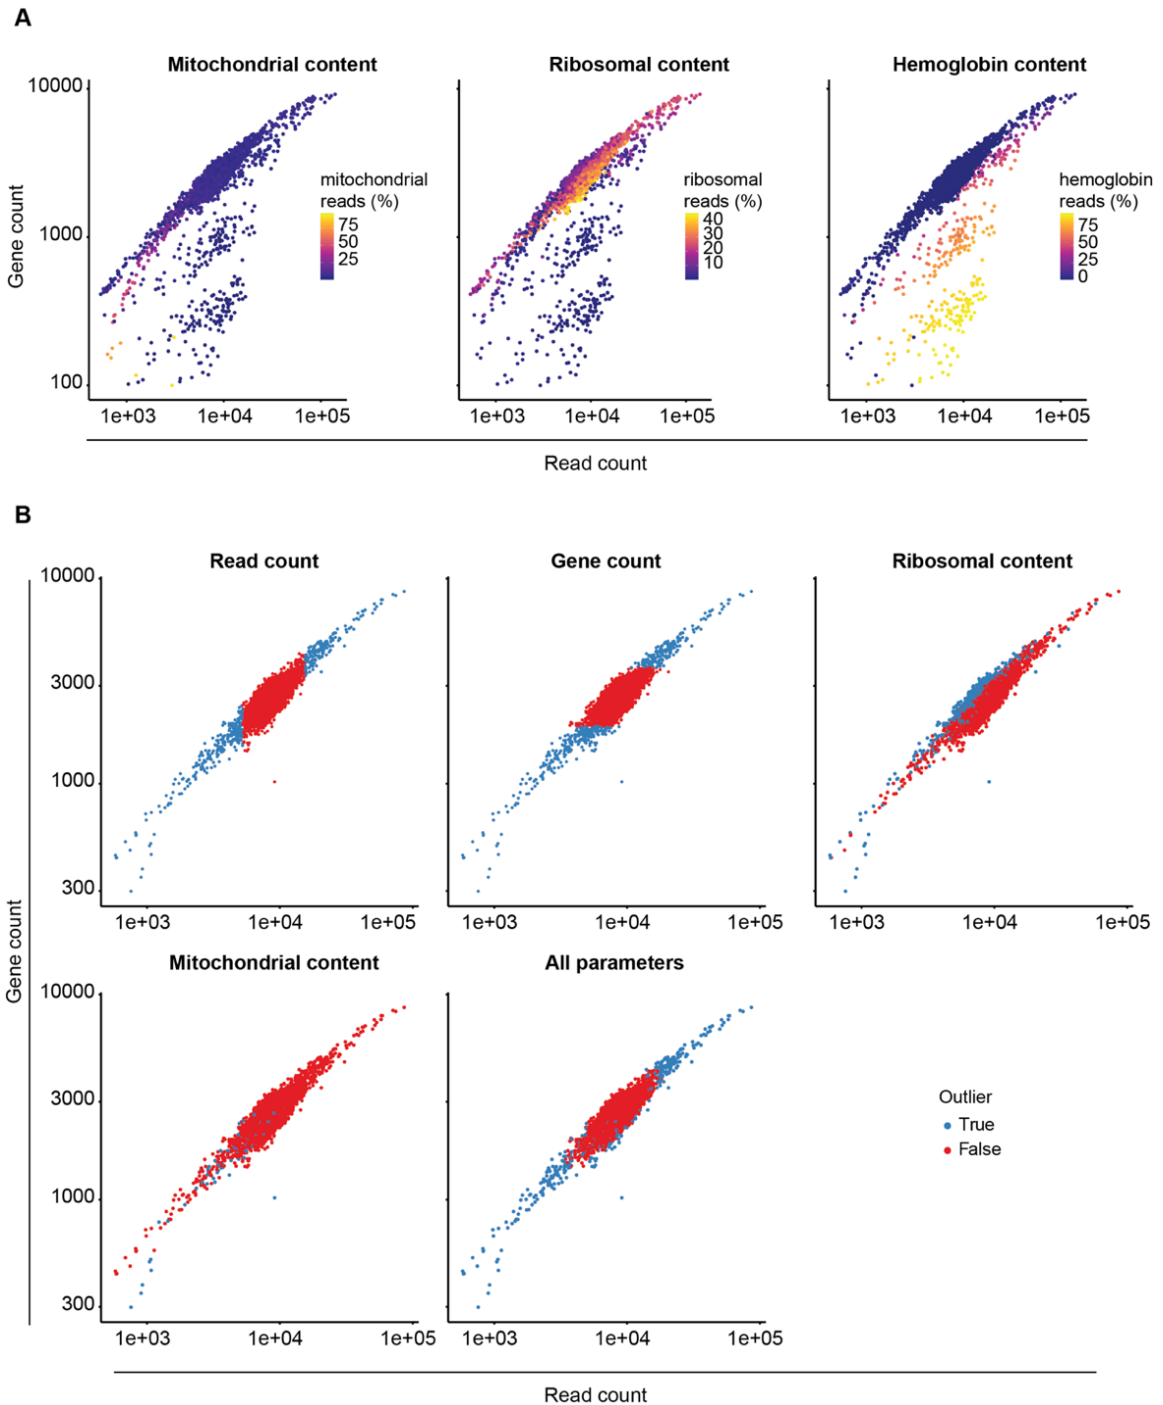 A
Mitochondrial content
Ribosomal content
Hemoglobin content
Gene count
10000
1000
100
mitochondrial
reads (%)
75
50
25
ribosomal
reads (%)
40
30
20
10
hemoglobin
reads (%)
75
50
25
0
1e+03 1e+04 1e+05
1e+03 1e+04 1e+05
1e+03 1e+04 1e+05
Read count
B
Read count
Gene count
Ribosomal content
Gene count
10000
3000
1000
300
1e+03 1e+04 1e+05
1e+03 1e+04 1e+05
1e+03 1e+04 1e+05
Mitochondrial content
All parameters
10000
3000
1000
300
Outlier
True
False
1e+03 1e+04 1e+05
1e+03 1e+04 1e+05
Read count